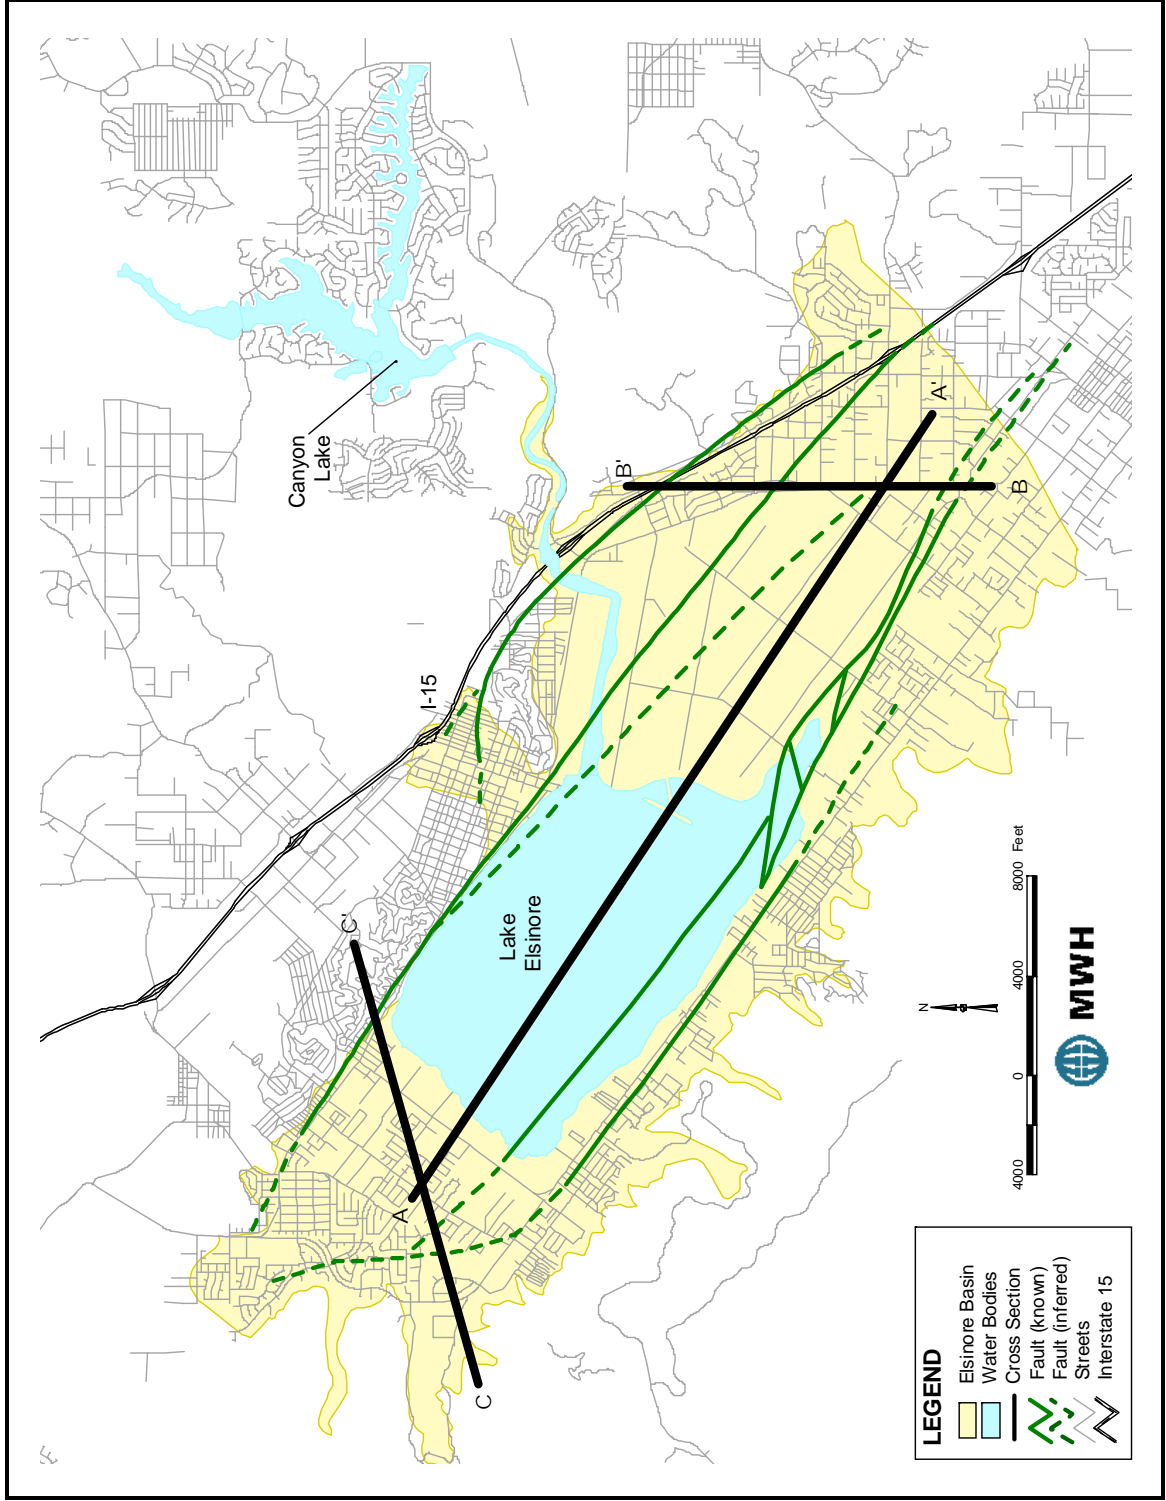 Canyon
Lake
I-15
B'
A'
B
C'
Lake
Elsinore
A
C
N
4000 0 4000 8000 Feet
MWH
LEGEND
Elsinore Basin
Water Bodies
Cross Section
Fault (known)
Fault (inferred)
Streets
Interstate 15